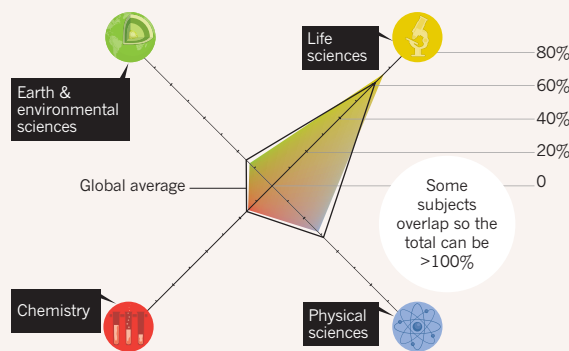 Life
sciences
80%
60%
40%
20%
0
Earth &
environmental
sciences
Global average
Some
subjects
overlap so the
total can be
>100%
Chemistry
Physical
sciences